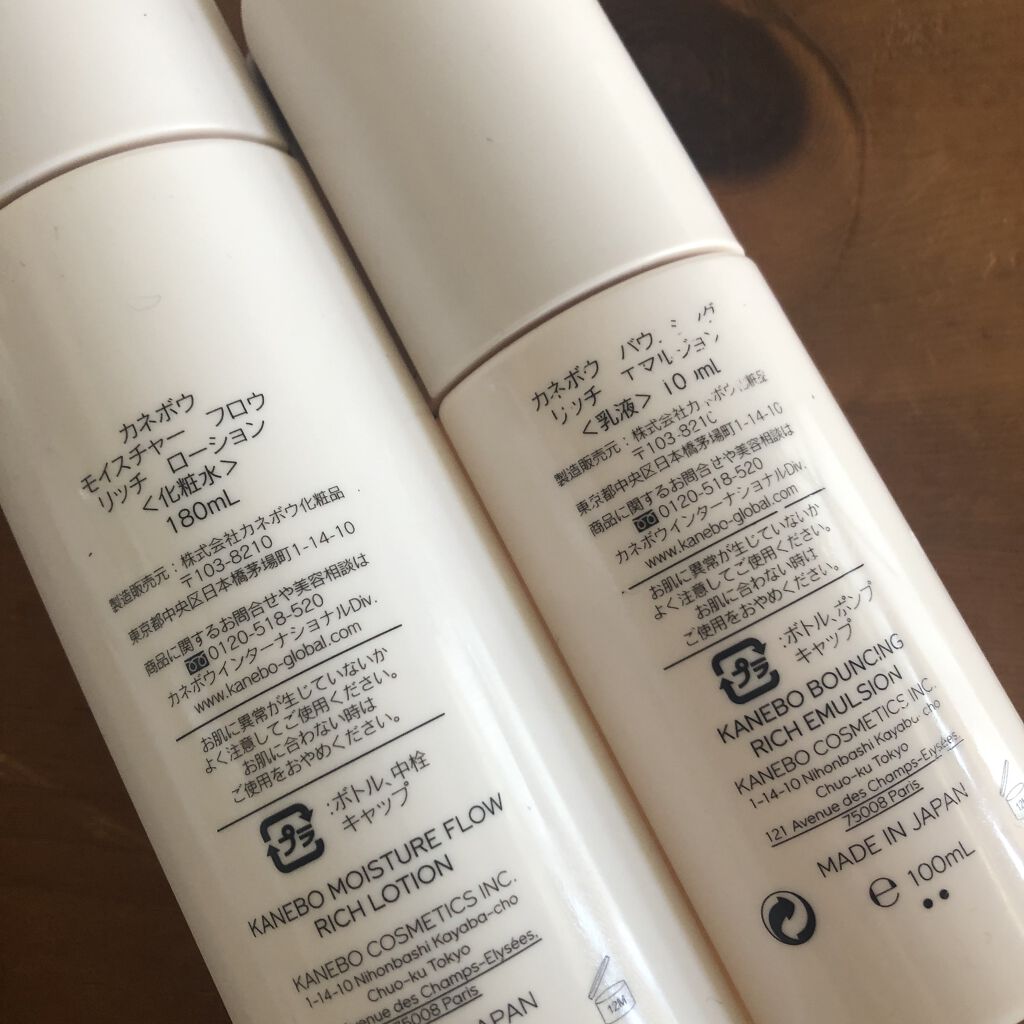 カネボウ
モイスチャー フロウ
リッチ ローション
<化粧水>
180mL
製造販売元:株式会社カネボウ化粧品
〒103-8210
東京都中央区日本橋茅場町1-14-10
商品に関するお問合せや美容相談は
0120-518-520
カネボウインターナショナルDiv.
www.kanebo-global.com
お肌に異常が生じていないか
よく注意してご使用ください。
お肌に合わない時は
ご使用をおやめください。
プラ
:ボトル、中栓
キャップ
KANEBO MOISTURE FLOW
RICH LOTION
KANEBO COSMETICS INC.
1-14-10 Nihonbashi Kayaba-cho
Chuo-ku Tokyo
Avenue des Champs-Elysées,
75008 Paris
JAPAN
12M
カネボウ
リッチ
<乳液> mL
製造販売元:株式会社
〒103-821
東京都中央区日本橋茅場町1-14-10
商品に関するお問合せや美容相談は
0120-518-520
カネボウインターナショナルDiv.
www.kanebo-global.com
お肌に異常が生じていないか
よく注意してご使用ください。
お肌に合わない時は
ご使用をおやめください。
プラ
:ボトル、ポンプ
キャップ
KANEBO BOUNCING
RICH EMULSION
KANEBO COSMETICS INC.
1-14-10 Nihonbashi Kayaba-cho
Chuo-ku Tokyo
121 Avenue des Champs-Elysées,
75008 Paris
MADE IN JAPAN
℮ 100mL